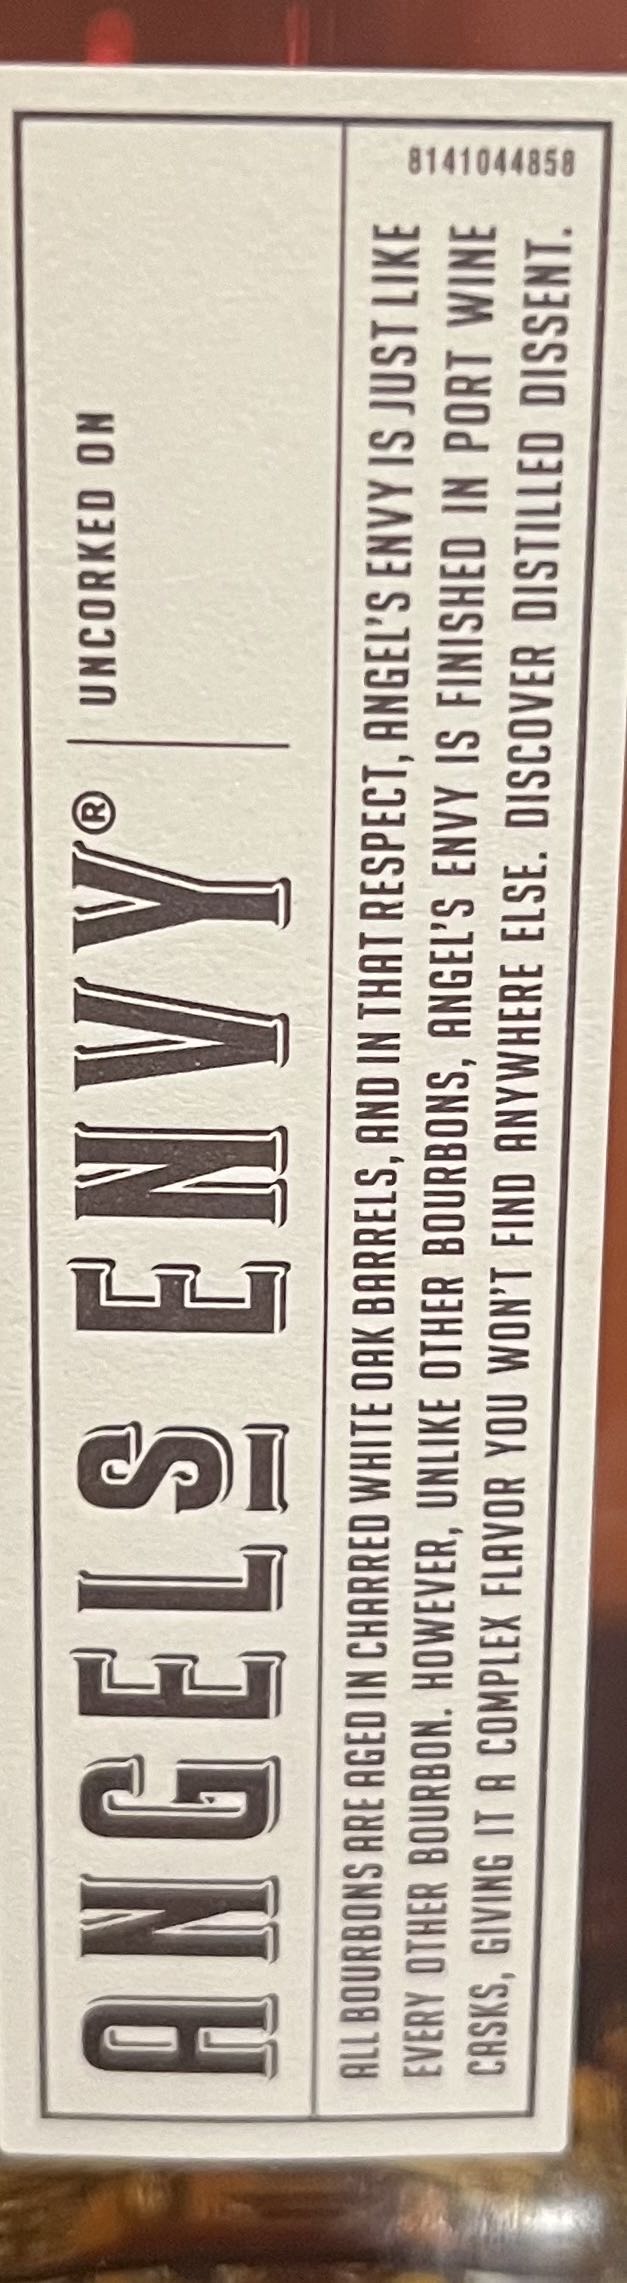 ANGELS ENVY®
UNCORKED ON
ALL BOURBONS ARE AGED IN CHARRED WHITE OAK BARRELS, AND IN THAT RESPECT, ANGEL'S ENVY IS JUST LIKE
EVERY OTHER BOURBON. HOWEVER, UNLIKE OTHER BOURBONS, ANGEL'S ENVY IS FINISHED IN PORT WINE
CASKS, GIVING IT A COMPLEX FLAVOR YOU WON'T FIND ANYWHERE ELSE. DISCOVER DISTILLED DISSENT.
8141044858